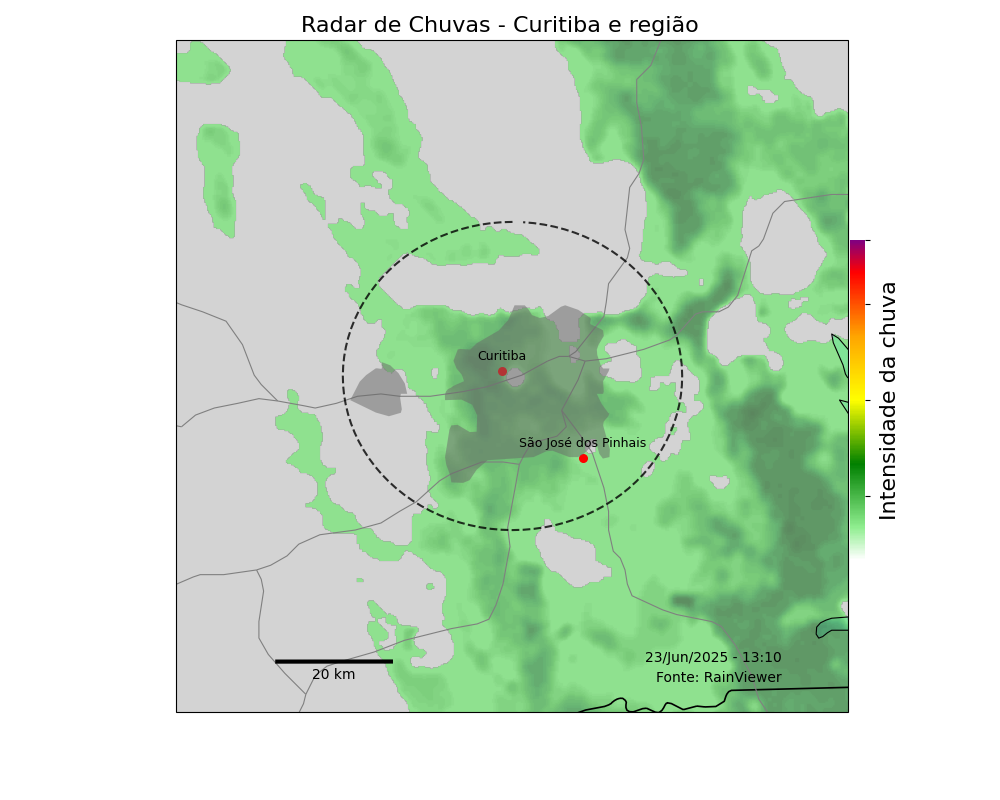 Radar de Chuvas - Curitiba e região
Curitiba
São José dos Pinhais
Intensidade da chuva
23/Jun/2025 - 13:10
Fonte: RainViewer
20 km